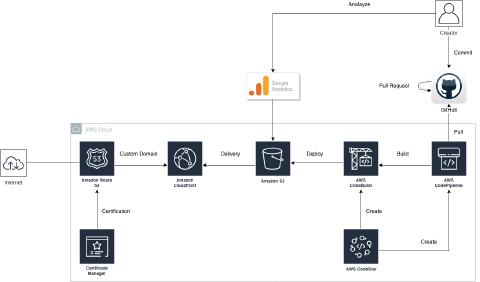 Analayze
Creator
Commit
Google
Analytics
Pull Request
GitHub
AWS Cloud
Pull
Custom Domain
Delivery
Deploy
Build
Internet
Amazon Route
53
Amazon
CloudFront
Amazon S3
AWS
CodeBuild
AWS
CodePipeline
Certification
Create
Create
Certificate
Manager
AWS CodeStar